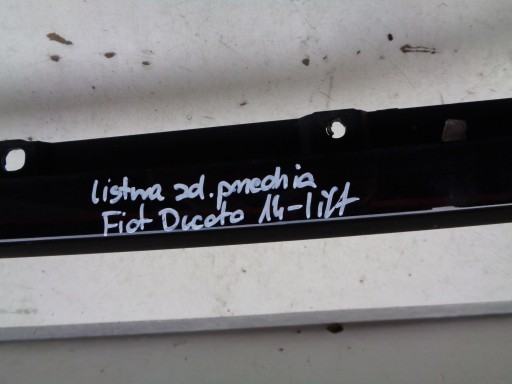 listwa zd. przednia
Fiat Ducato 14-lift